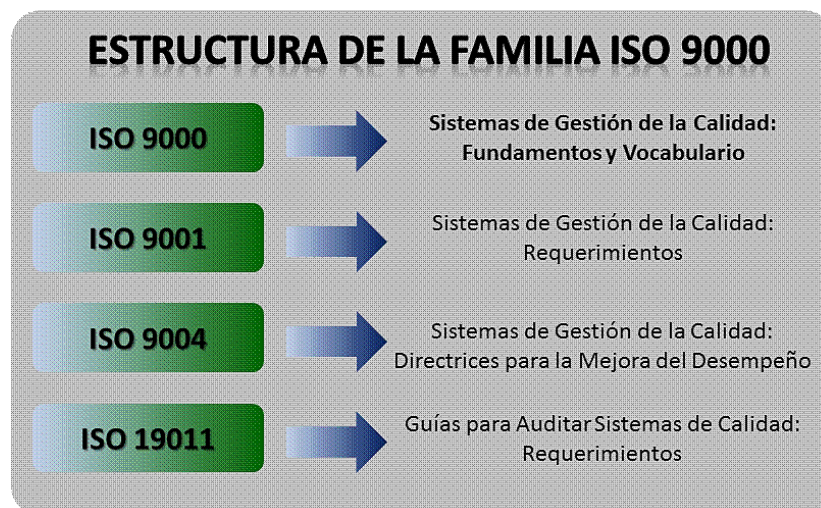 ESTRUCTURA DE LA FAMILIA ISO 9000
ISO 9000
Sistemas de Gestión de la Calidad:
Fundamentos y Vocabulario
ISO 9001
Sistemas de Gestión de la Calidad:
Requerimientos
ISO 9004
Sistemas de Gestión de la Calidad:
Directrices para la Mejora del Desempeño
ISO 19011
Guías para Auditar Sistemas de Calidad:
Requerimientos